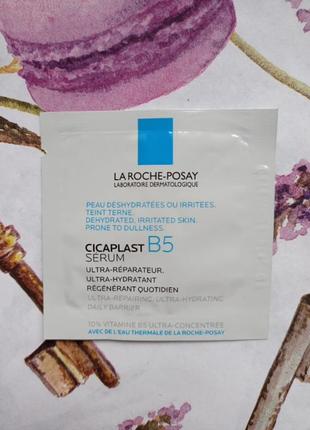 LA ROCHE-POSAY
LABORATOIRE DERMATOLOGIQUE
PEAU DÉSHYDRATÉES OU IRRITÉES.
TEINT TERNE.
DEHYDRATED, IRRITATED SKIN.
PRONE TO DULLNESS.
CICAPLAST B5
SÉRUM
ULTRA-RÉPARATEUR.
ULTRA-HYDRATANT
RÉGÉNÉRANT QUOTIDIEN
ULTRA-REPAIRING. ULTRA-HYDRATING
DAILY BARRIER
10% VITAMINE B5 ULTRA-CONCENTRÉE
AVEC DE L'EAU THERMALE DE LA ROCHE-POSAY